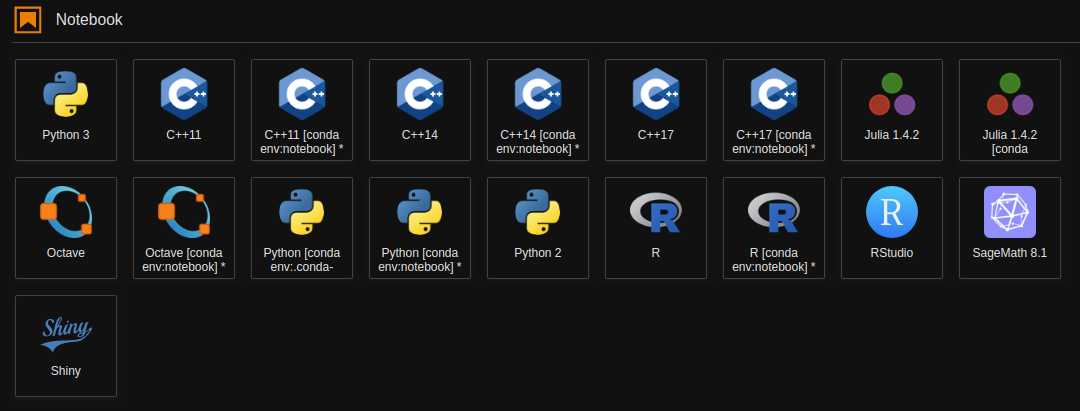 Notebook
Python 3
C++11
C++11 [conda
env:notebook] *
C++14
C++14 [conda
env:notebook] *
C++17
C++17 [conda
env:notebook] *
Julia 1.4.2
Julia 1.4.2
[conda
Octave
Octave [conda
env:notebook] *
Python [conda
env:.conda-
Python [conda
env:notebook] *
Python 2
R
R [conda
env:notebook] *
RStudio
SageMath 8.1
Shiny
Shiny